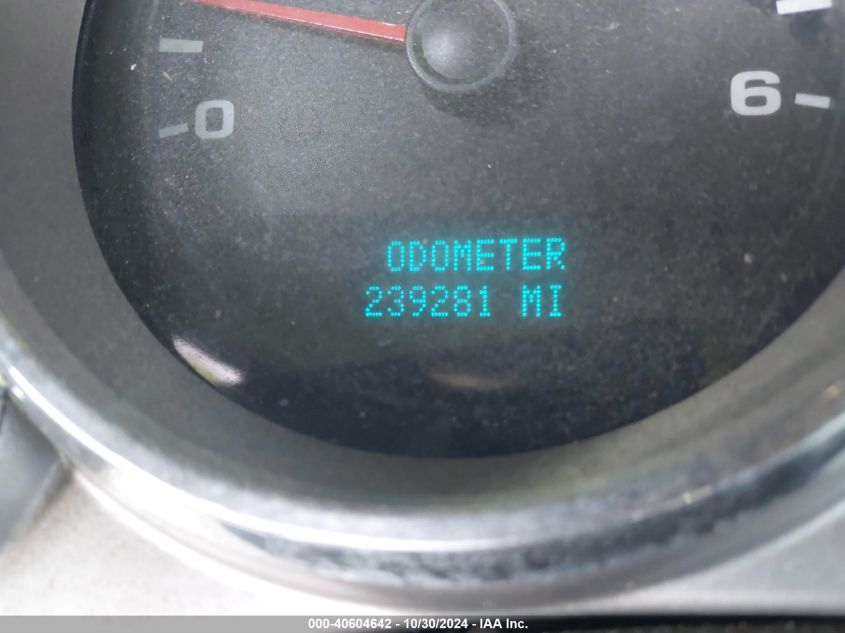 0
6
ODOMETER
239281 MI
000-40604642 - 10/30/2024 - IAA Inc.